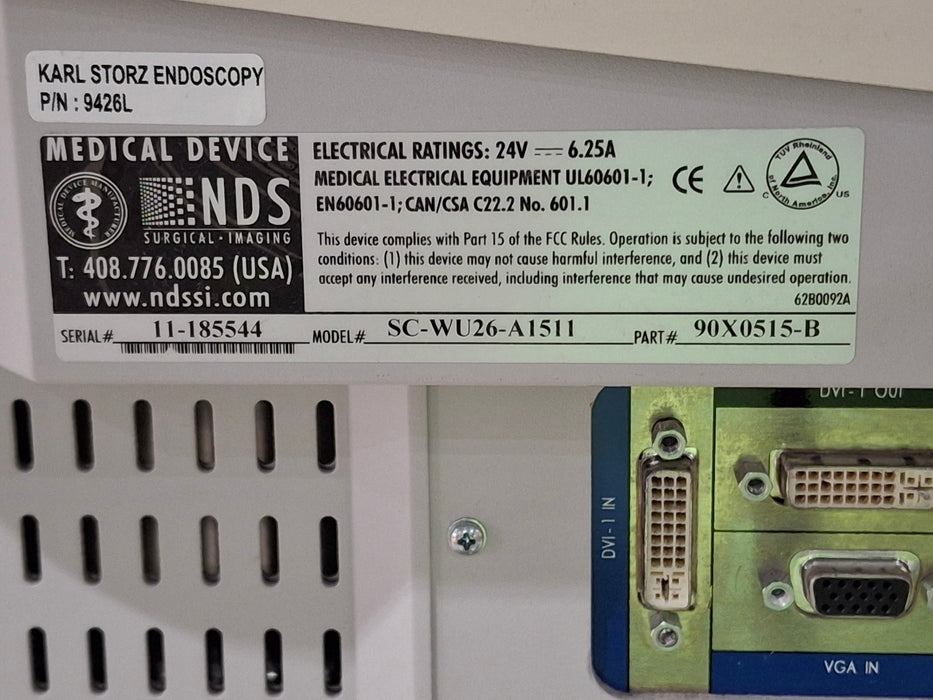 KARL STORZ ENDOSCOPY
P/N : 9426L
MEDICAL DEVICE
MEDICAL DEVICE MANUFACTURER
NDS
SURGICAL · IMAGING
T: 408.776.0085 (USA)
www.ndssi.com
ELECTRICAL RATINGS: 24V 6.25A
MEDICAL ELECTRICAL EQUIPMENT UL60601-1;
EN60601-1; CAN/CSA C22.2 No. 601.1
CE
TUV Rheinland
of North America, Inc.
C US
This device complies with Part 15 of the FCC Rules. Operation is subject to the following two
conditions: (1) this device may not cause harmful interference, and (2) this device must
accept any interference received, including interference that may cause undesired operation.
62B0092A
SERIAL# 11-185544 MODEL# SC-WU26-A1511 PART# 90X0515-B
DVI-1 OUT
DVI-1 IN
VGA IN